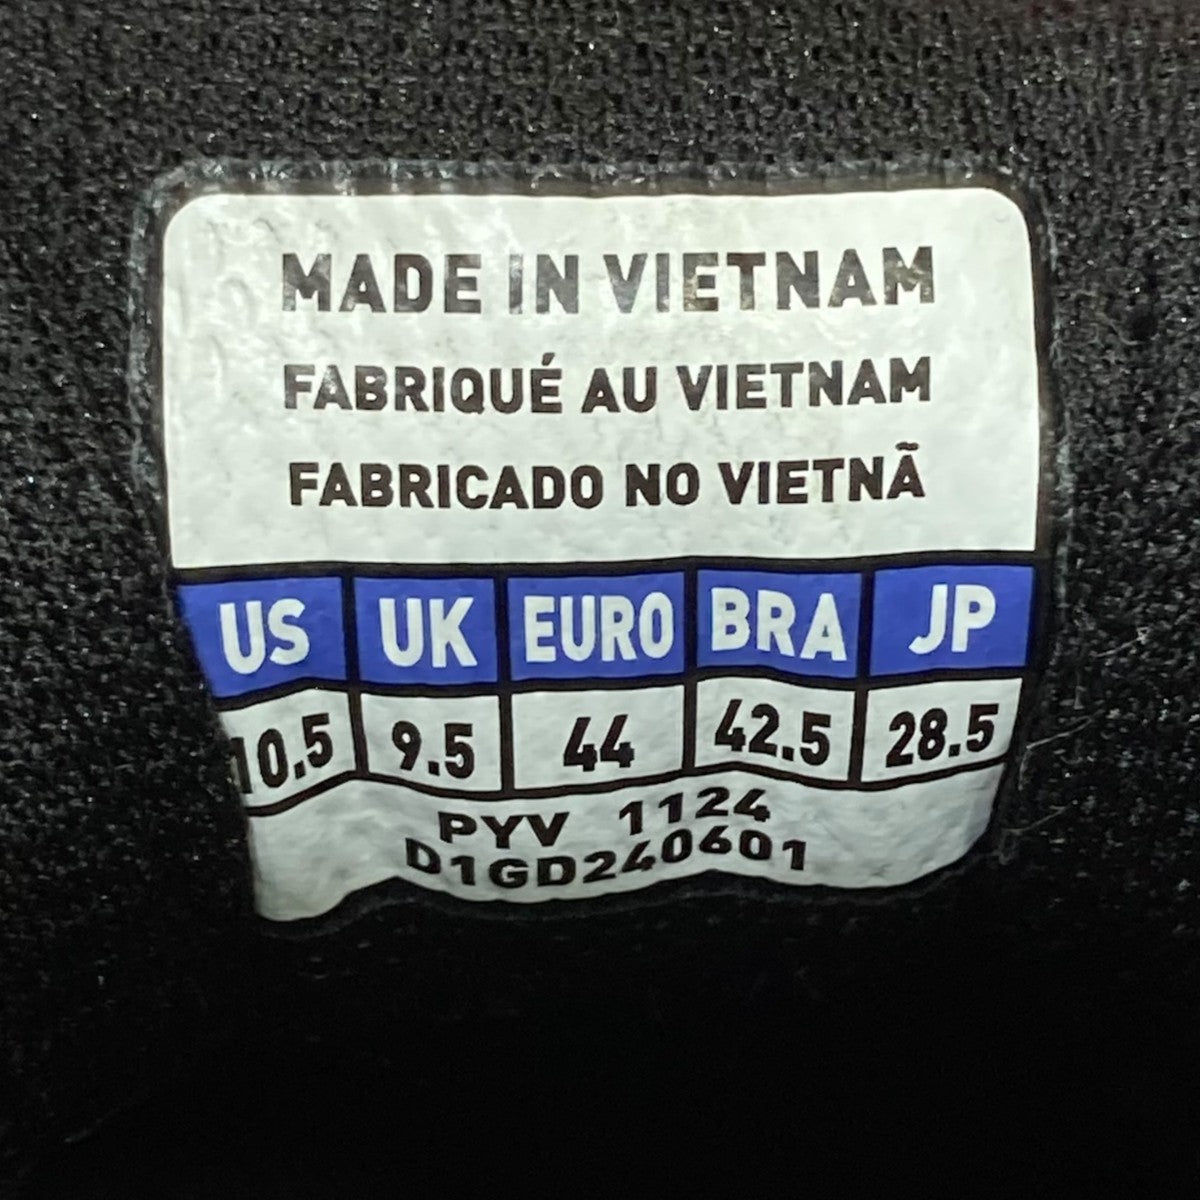 MADE IN VIETNAM
FABRIQUÉ AU VIETNAM
FABRICADO NO VIETNÃ
US UK EURO BRA JP
10.5 9.5 44 42.5 28.5
PYV 1124
D1GD240601